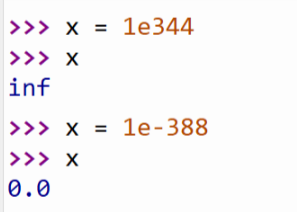 >>> x = 1e344
>>> x
inf
>>> x = 1e-388
>>> x
0.0